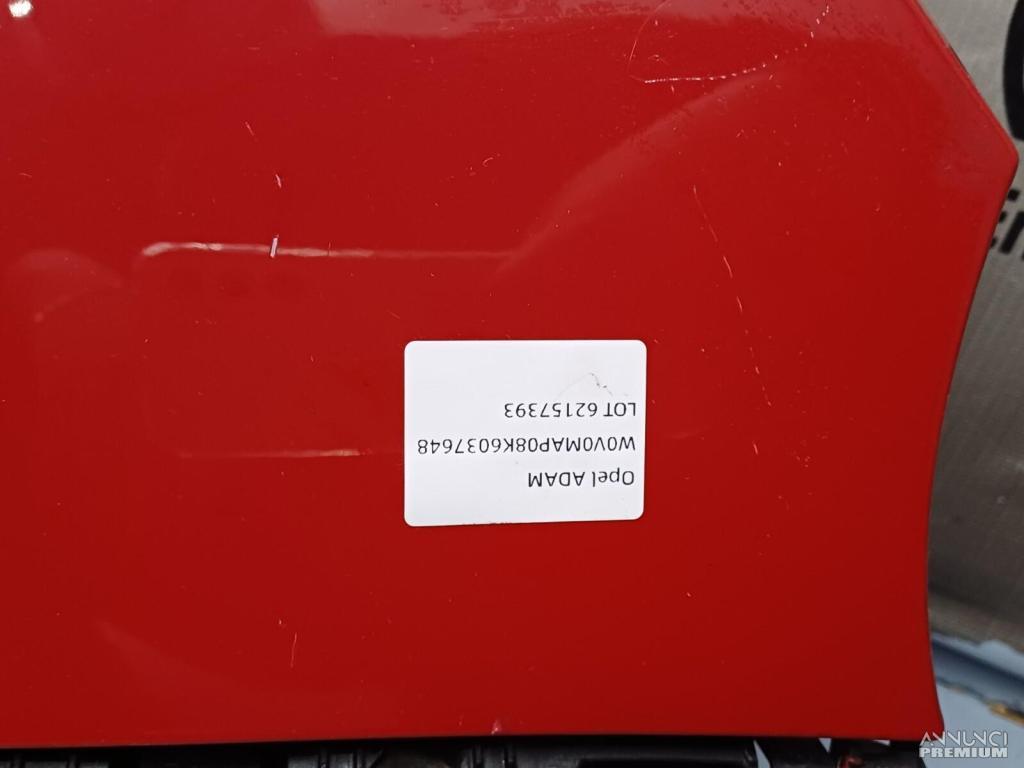 Opel ADAM
W0V0MAP08K6037648
LOT 62157393
ANNUNCI
PREMIUM